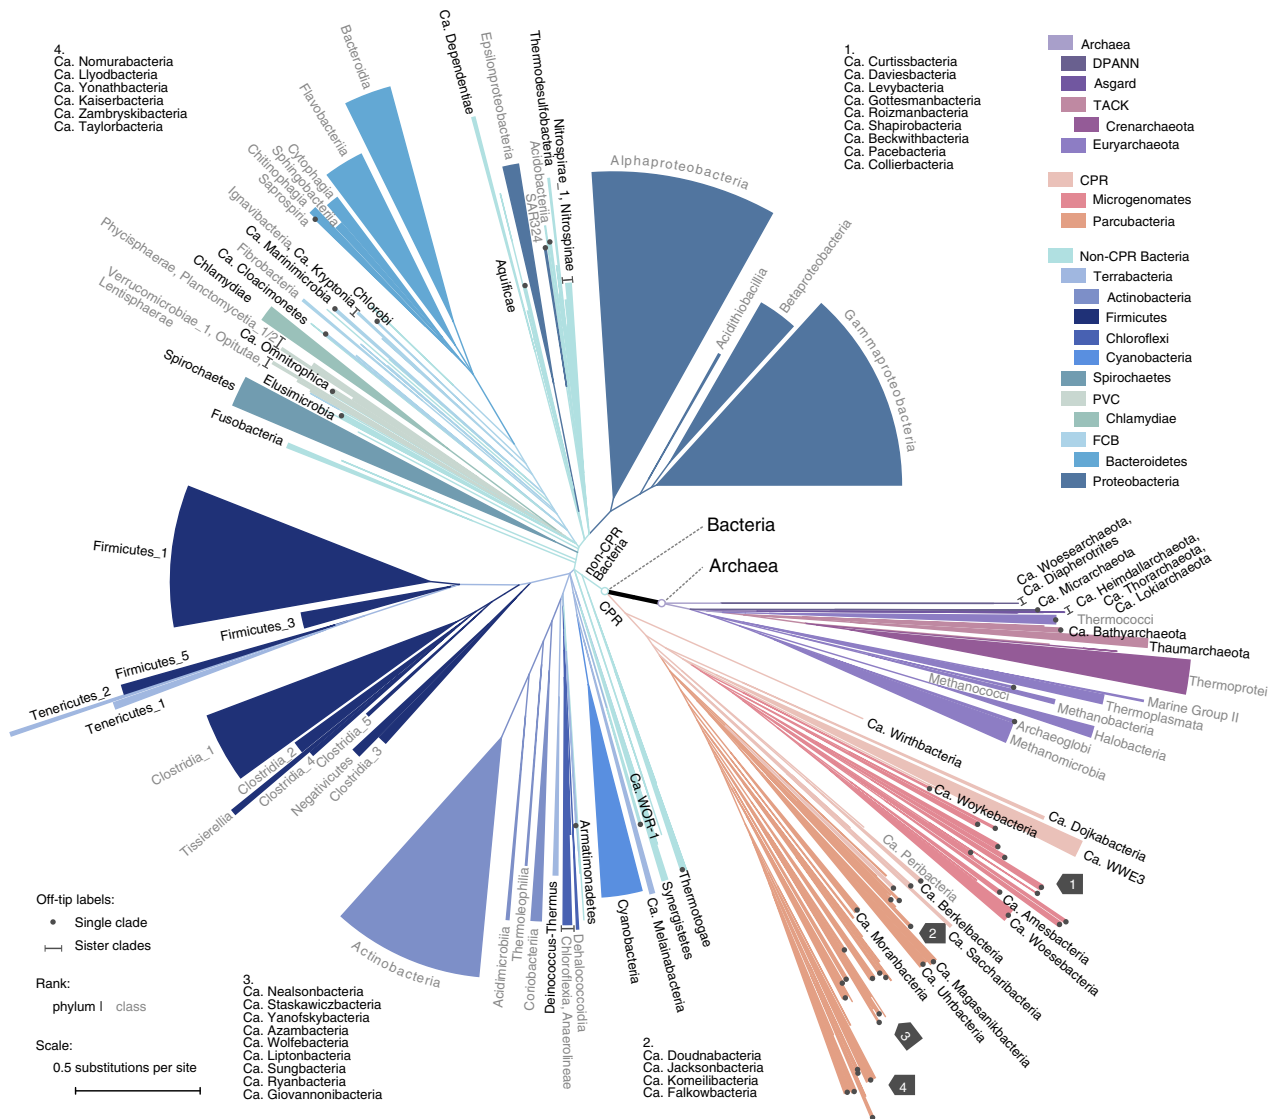 4.
Ca. Nomurabacteria
Ca. Llyodbacteria
Ca. Yonathbacteria
Ca. Kaiserbacteria
Ca. Zambryskibacteria
Ca. Taylorbacteria
1.
Ca. Curtissbacteria
Ca. Daviesbacteria
Ca. Levybacteria
Ca. Gottesmanbacteria
Ca. Roizmanbacteria
Ca. Shapirobacteria
Ca. Beckwithbacteria
Ca. Pacebacteria
Ca. Collierbacteria
Archaea
DPANN
Asgard
TACK
Crenarchaeota
Euryarchaeota
CPR
Microgenomates
Parcubacteria
Non-CPR Bacteria
Terrabacteria
Actinobacteria
Firmicutes
Chloroflexi
Cyanobacteria
Spirochaetes
PVC
Chlamydiae
FCB
Bacteroidetes
Proteobacteria
Bacteroidia
Flavobacteriia
Cytophagia
Sphingobacteriia
Chitinophagia
Saprospiria
Ignavibacteria, Ca. Kryptonia
Chlorobi
Ca. Marinimicrobia
Fibrobacteria
Ca. Cloacimonetes
Chlamydiae
Phycisphaerae, Planctomycetia_1/2
Ca. Omnitrophica
Verrucomicrobiae_1, Opitutae,
Lentisphaerae
Elusimicrobia
Spirochaetes
Fusobacteria
Ca. Dependentiae
Epsilonproteobacteria
Aquificae
Thermodesulfobacteria
Acidobacteriia
SAR324
Nitrospirae_1, Nitrospinae
Alphaproteobacteria
Acidithiobacillia
Betaproteobacteria
Gammaproteobacteria
Firmicutes_1
Firmicutes_3
Firmicutes_5
Tenericutes_2
Tenericutes_1
Clostridia_1
Clostridia_2
Clostridia_4
Clostridia_5
Negativicutes
Clostridia_3
Tissierellia
non-CPR
Bacteria
CPR
Bacteria
Archaea
Ca. Woesearchaeota,
Ca. Diapherotrites
Ca. Micrarchaeota
Ca. Heimdallarchaeota,
Ca. Thorarchaeota,
Ca. Lokiarchaeota
Thermococci
Ca. Bathyarchaeota
Thaumarchaeota
Thermoprotei
Marine Group II
Thermoplasmata
Methanococci
Methanobacteria
Halobacteria
Archaeoglobi
Methanomicrobia
Ca. Wirthbacteria
Ca. Dojkabacteria
Ca. WWE3
Ca. Woykebacteria
1
Ca. Amesbacteria
Ca. Woesebacteria
Ca. Peribacteria
Ca. Berkelbacteria
2
Ca. Saccharibacteria
Ca. Magasanikbacteria
Ca. Uhrbacteria
Ca. Moranbacteria
3
4
Actinobacteria
Acidimicrobiia
Thermoleophilia
Coriobacteriia
Deinococcus-Thermus
Chloroflexia, Anaerolineae
Dehalococcoidia
Armatimonadetes
Cyanobacteria
Ca. Melainabacteria
Ca. WOR-1
Synergistetes
Thermotogae
Off-tip labels:
Single clade
Sister clades
Rank:
phylum | class
Scale:
0.5 substitutions per site
3.
Ca. Nealsonbacteria
Ca. Staskawiczbacteria
Ca. Yanofskybacteria
Ca. Azambacteria
Ca. Wolfebacteria
Ca. Liptonbacteria
Ca. Sungbacteria
Ca. Ryanbacteria
Ca. Giovannonibacteria
2.
Ca. Doudnabacteria
Ca. Jacksonbacteria
Ca. Komeilibacteria
Ca. Falkowbacteria